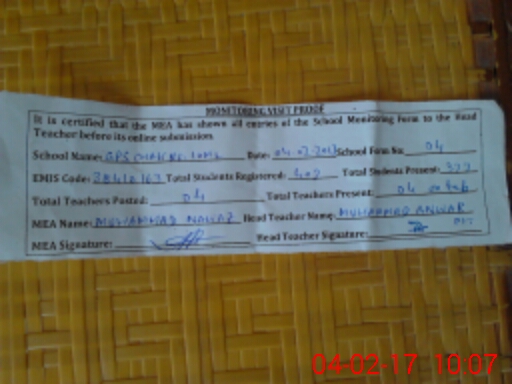 MONITORING VISIT PROOF
It is certified that the MEA has shown all entries of the School Monitoring Form to the Head
Teacher before its online submission.
School Name: GPS Date: 04-02-2017 School Form No: 04
EMIS Code: Total Students Registered: Total Students Present:
Total Teachers Posted: 04 Total Teachers Present: 04
MEA Name: MUHAMMAD NAWAZ Head Teacher Name: MUHAMMAD ANWAR
MEA Signature: Head Teacher Signature:
04-02-17 10:07